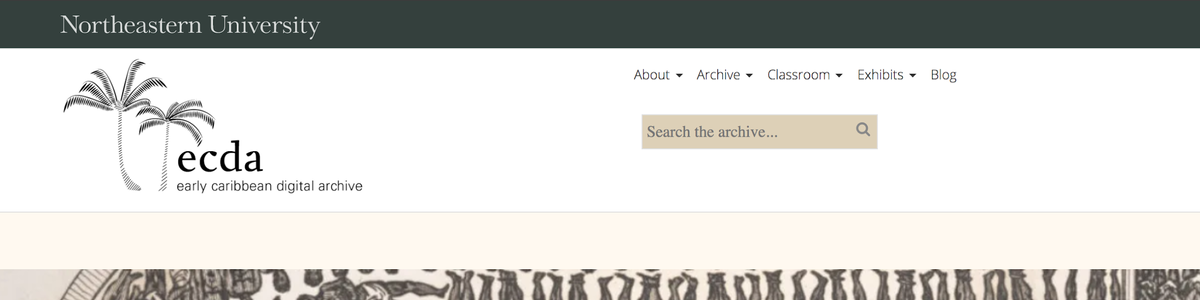 Northeastern University
About Archive Classroom Exhibits Blog
Search the archive...
ecda
early caribbean digital archive